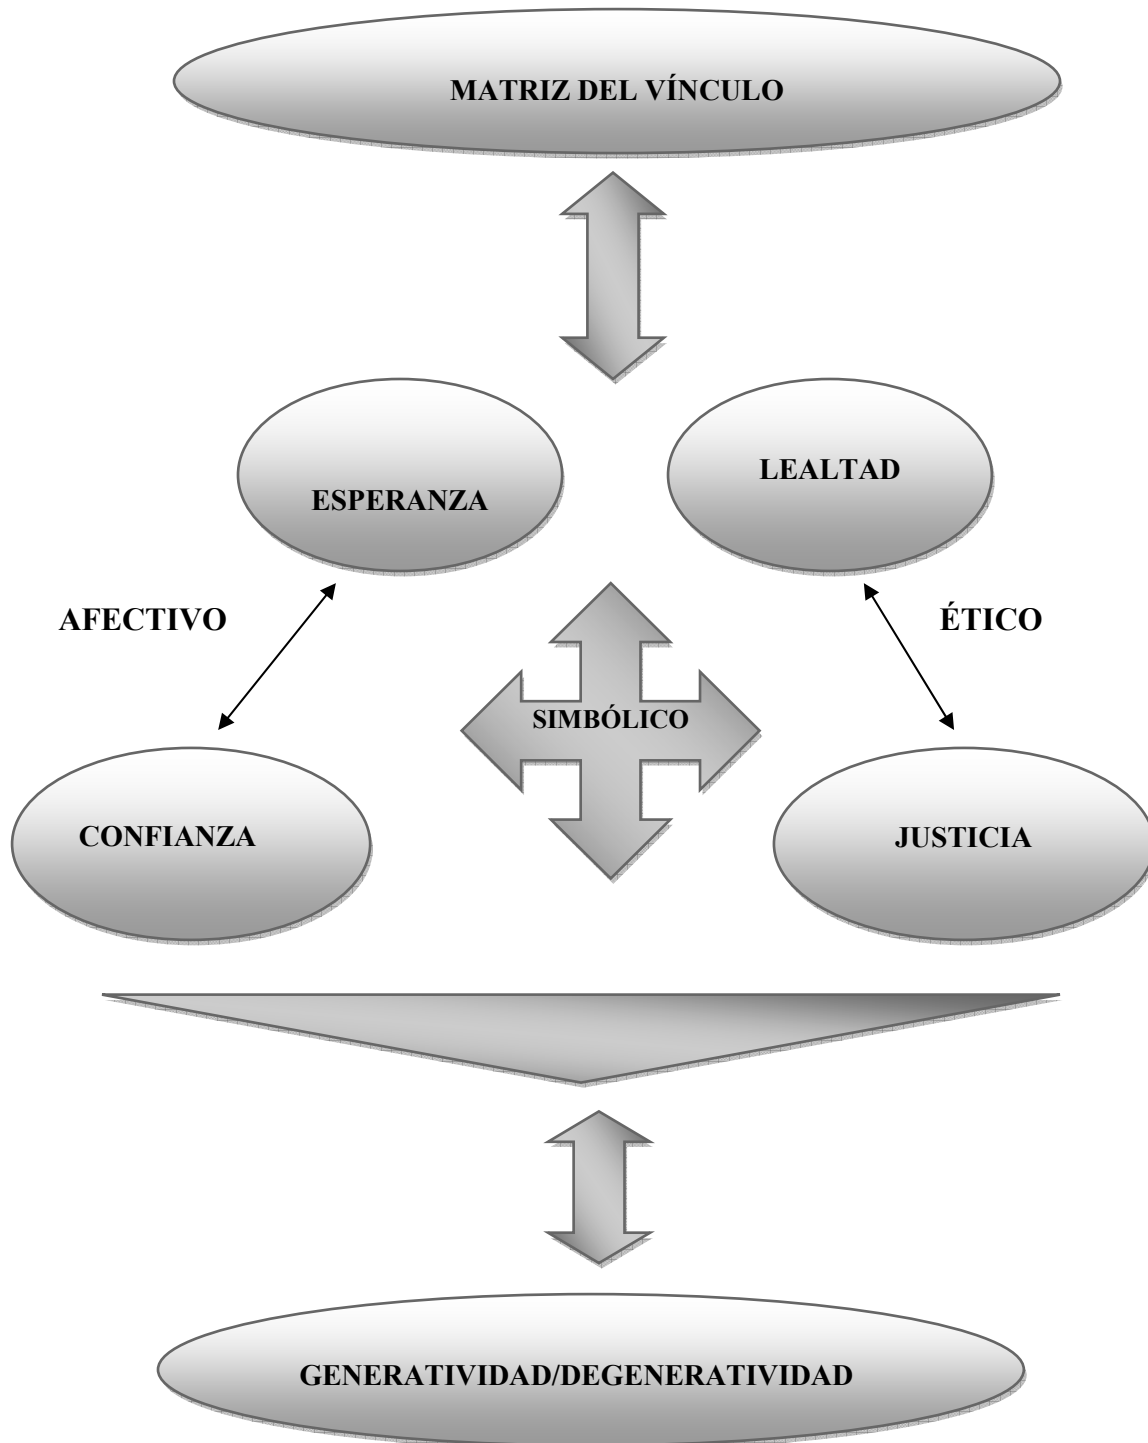 MATRIZ DEL VÍNCULO
ESPERANZA
LEALTAD
AFECTIVO
ÉTICO
SIMBÓLICO
CONFIANZA
JUSTICIA
GENERATIVIDAD/DEGENERATIVIDAD